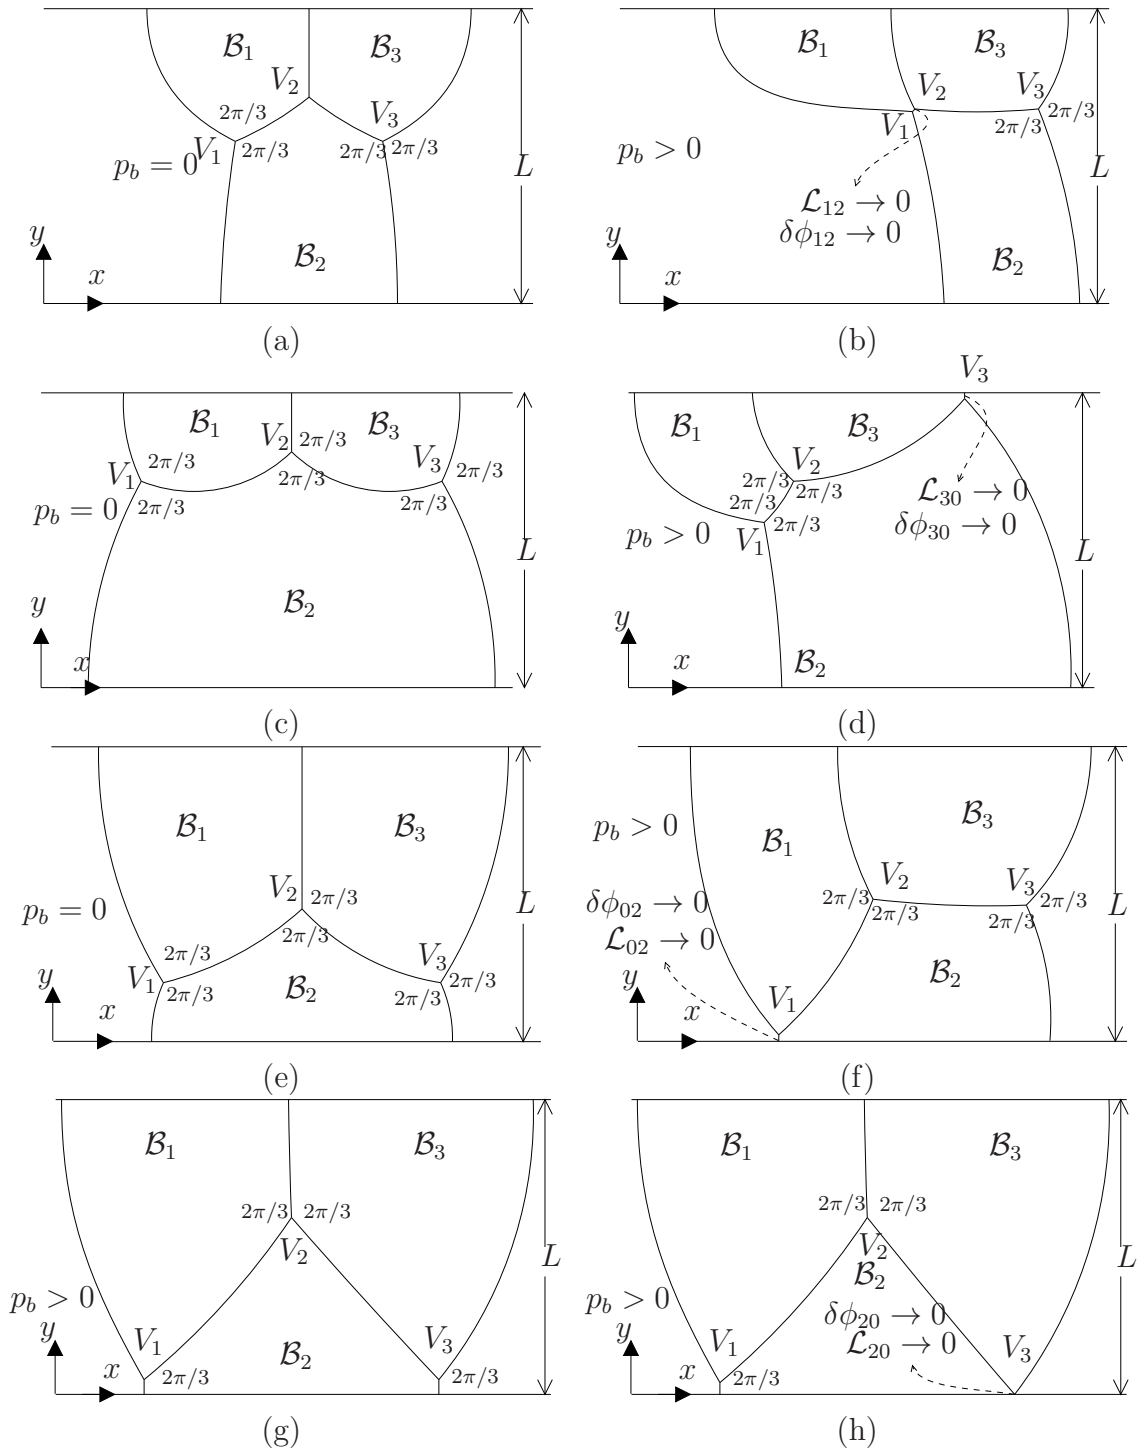 𝓑₁ 𝓑₃
V₂
2π/3 V₃
V₁ 2π/3 2π/3 2π/3
p_b = 0
L
y
x 𝓑₂
(a)
𝓑₁ 𝓑₃
V₂ V₃
V₁ 2π/3 2π/3
p_b > 0
L
𝓛₁₂ → 0
δφ₁₂ → 0
y
x 𝓑₂
(b)
𝓑₁ 𝓑₃
V₂ 2π/3
V₁ 2π/3 2π/3 V₃ 2π/3
2π/3 2π/3
p_b = 0
L
𝓑₂
y
x
(c)
V₃
𝓑₁ 𝓑₃
V₂
2π/3 2π/3
2π/3 2π/3
𝓛₃₀ → 0
δφ₃₀ → 0
p_b > 0 V₁
L
y
x 𝓑₂
(d)
𝓑₁ 𝓑₃
V₂ 2π/3
p_b = 0 2π/3
L
2π/3 V₃
V₁ 2π/3 2π/3 2π/3
𝓑₂
y
x
(e)
p_b > 0 𝓑₁ 𝓑₃
V₂ V₃
2π/3 2π/3 2π/3 2π/3
δφ₀₂ → 0
𝓛₀₂ → 0
L
𝓑₂
V₁
y
x
(f)
𝓑₁ 𝓑₃
2π/3 2π/3
V₂
L
p_b > 0
V₁ V₃
y 𝓑₂
x 2π/3 2π/3
(g)
𝓑₁ 𝓑₃
2π/3 2π/3
V₂
L
𝓑₂
p_b > 0 δφ₂₀ → 0
V₁ 𝓛₂₀ → 0 V₃
y
x 2π/3
(h)